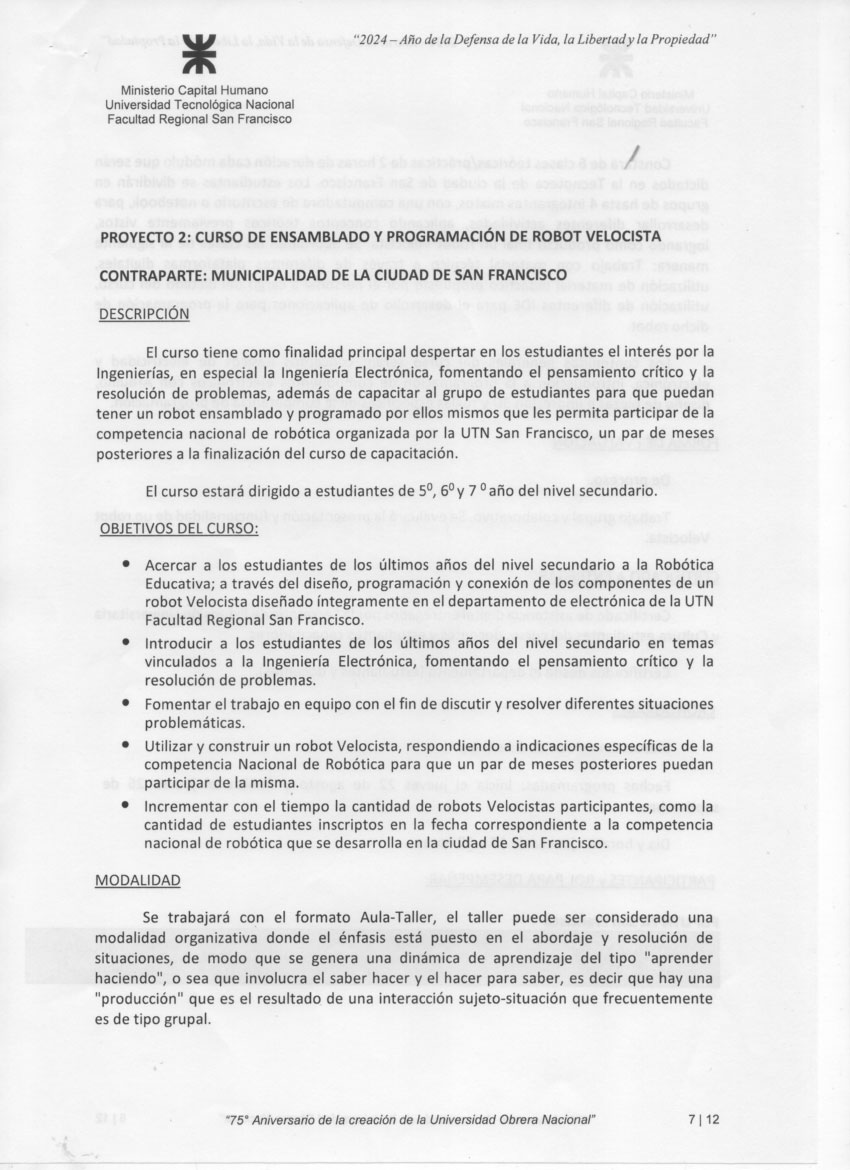 "2024 – Año de la Defensa de la Vida, la Libertad y la Propiedad"
Ministerio Capital Humano
Universidad Tecnológica Nacional
Facultad Regional San Francisco
PROYECTO 2: CURSO DE ENSAMBLADO Y PROGRAMACIÓN DE ROBOT VELOCISTA
CONTRAPARTE: MUNICIPALIDAD DE LA CIUDAD DE SAN FRANCISCO
DESCRIPCIÓN
El curso tiene como finalidad principal despertar en los estudiantes el interés por la
Ingenierías, en especial la Ingeniería Electrónica, fomentando el pensamiento crítico y la
resolución de problemas, además de capacitar al grupo de estudiantes para que puedan
tener un robot ensamblado y programado por ellos mismos que les permita participar de la
competencia nacional de robótica organizada por la UTN San Francisco, un par de meses
posteriores a la finalización del curso de capacitación.
El curso estará dirigido a estudiantes de 5⁰, 6⁰ y 7 ⁰ año del nivel secundario.
OBJETIVOS DEL CURSO:
• Acercar a los estudiantes de los últimos años del nivel secundario a la Robótica
Educativa; a través del diseño, programación y conexión de los componentes de un
robot Velocista diseñado íntegramente en el departamento de electrónica de la UTN
Facultad Regional San Francisco.
• Introducir a los estudiantes de los últimos años del nivel secundario en temas
vinculados a la Ingeniería Electrónica, fomentando el pensamiento crítico y la
resolución de problemas.
• Fomentar el trabajo en equipo con el fin de discutir y resolver diferentes situaciones
problemáticas.
• Utilizar y construir un robot Velocista, respondiendo a indicaciones específicas de la
competencia Nacional de Robótica para que un par de meses posteriores puedan
participar de la misma.
• Incrementar con el tiempo la cantidad de robots Velocistas participantes, como la
cantidad de estudiantes inscriptos en la fecha correspondiente a la competencia
nacional de robótica que se desarrolla en la ciudad de San Francisco.
MODALIDAD
Se trabajará con el formato Aula-Taller, el taller puede ser considerado una
modalidad organizativa donde el énfasis está puesto en el abordaje y resolución de
situaciones, de modo que se genera una dinámica de aprendizaje del tipo "aprender
haciendo", o sea que involucra el saber hacer y el hacer para saber, es decir que hay una
"producción" que es el resultado de una interacción sujeto-situación que frecuentemente
es de tipo grupal.
"75° Aniversario de la creación de la Universidad Obrera Nacional"
7 | 12